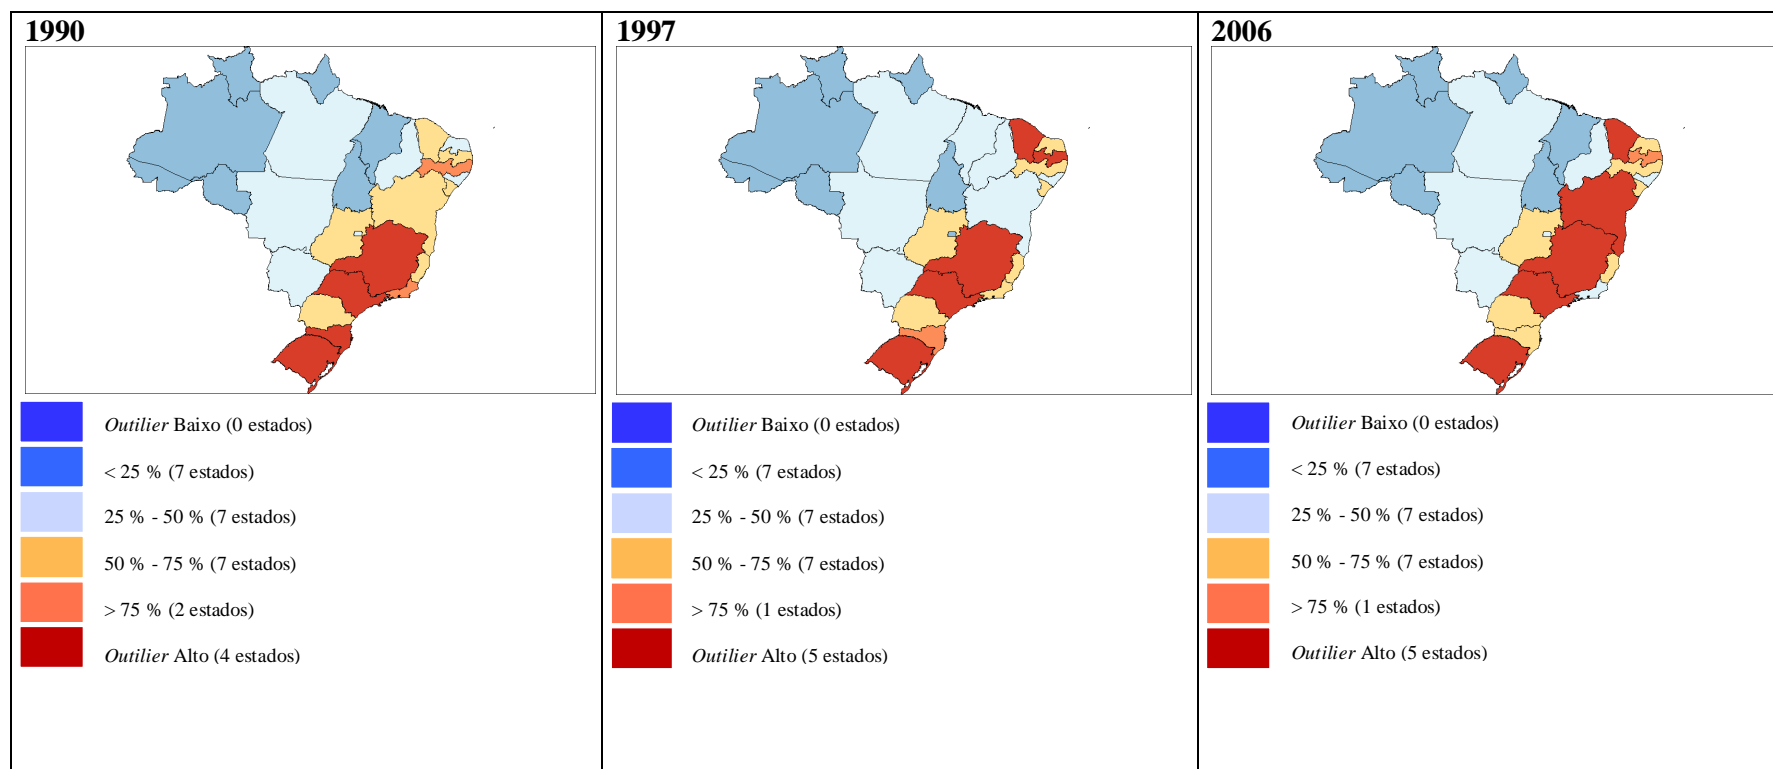 1990
Outilier Baixo (0 estados)
< 25 % (7 estados)
25 % - 50 % (7 estados)
50 % - 75 % (7 estados)
> 75 % (2 estados)
Outilier Alto (4 estados)
1997
Outilier Baixo (0 estados)
< 25 % (7 estados)
25 % - 50 % (7 estados)
50 % - 75 % (7 estados)
> 75 % (1 estados)
Outilier Alto (5 estados)
2006
Outilier Baixo (0 estados)
< 25 % (7 estados)
25 % - 50 % (7 estados)
50 % - 75 % (7 estados)
> 75 % (1 estados)
Outilier Alto (5 estados)